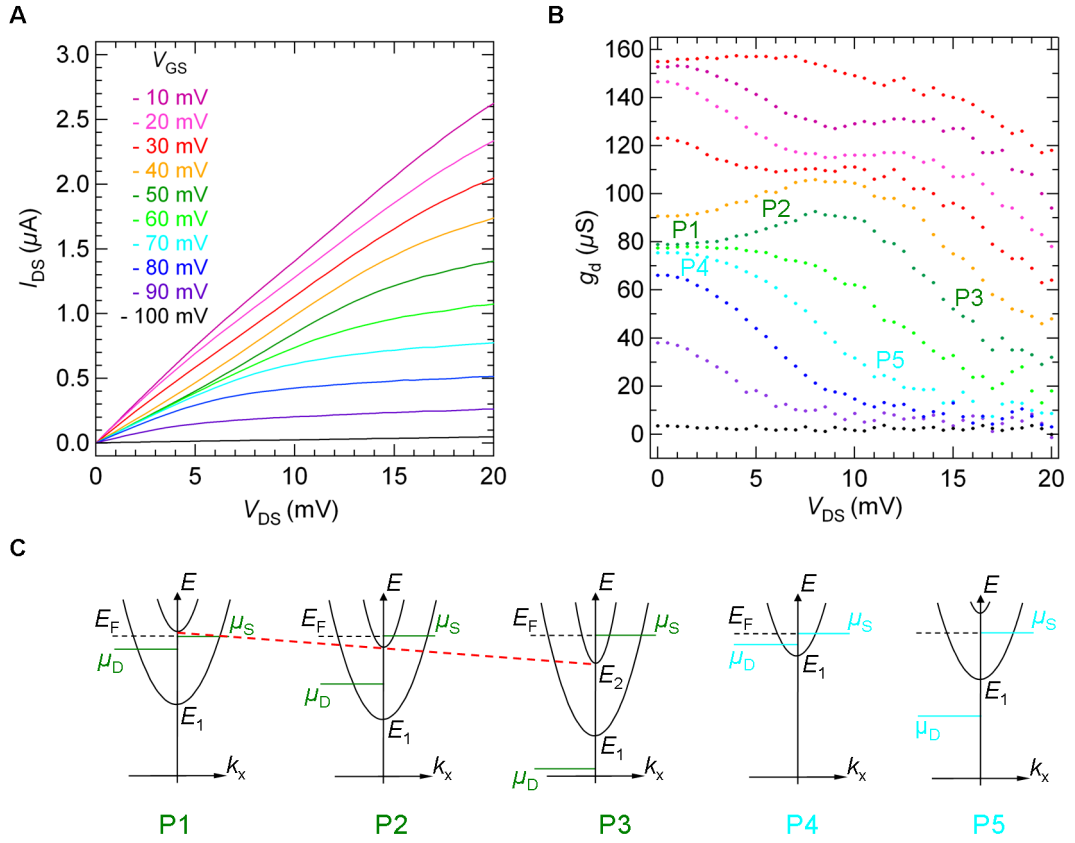 A
3.0
2.5
2.0
1.5
1.0
0.5
0.0
I_DS (μA)
V_GS
- 10 mV
- 20 mV
- 30 mV
- 40 mV
- 50 mV
- 60 mV
- 70 mV
- 80 mV
- 90 mV
- 100 mV
0 5 10 15 20
V_DS (mV)
B
160
140
120
100
80
60
40
20
0
g_d (μS)
P1
P2
P3
P4
P5
0 5 10 15 20
V_DS (mV)
C
E
E_F
μ_S
μ_D
E_1
k_x
P1
E
E_F
μ_S
μ_D
E_1
k_x
P2
E
E_F
μ_S
E_2
E_1
μ_D
k_x
P3
E
E_F
μ_S
μ_D
E_1
k_x
P4
E
μ_S
E_1
μ_D
k_x
P5